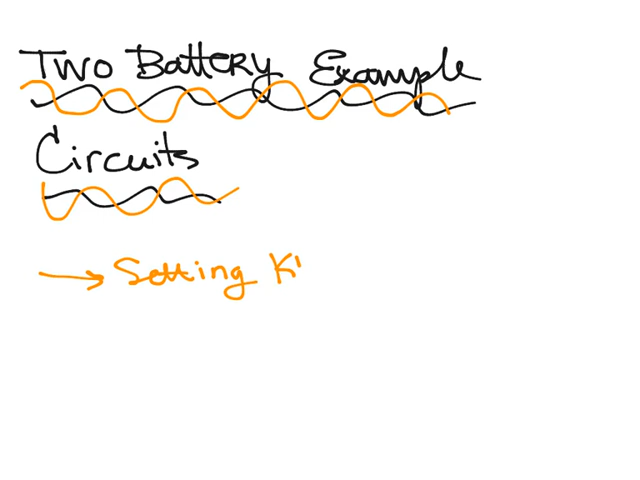 Two Battery Example
Circuits
→ Setting K'